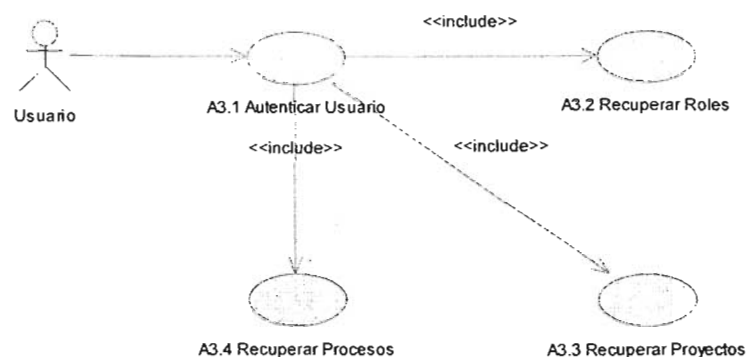 <<include>>
Usuario
A3.1 Autenticar Usuario
A3.2 Recuperar Roles
<<include>>
<<include>>
A3.4 Recuperar Procesos
A3.3 Recuperar Proyectos